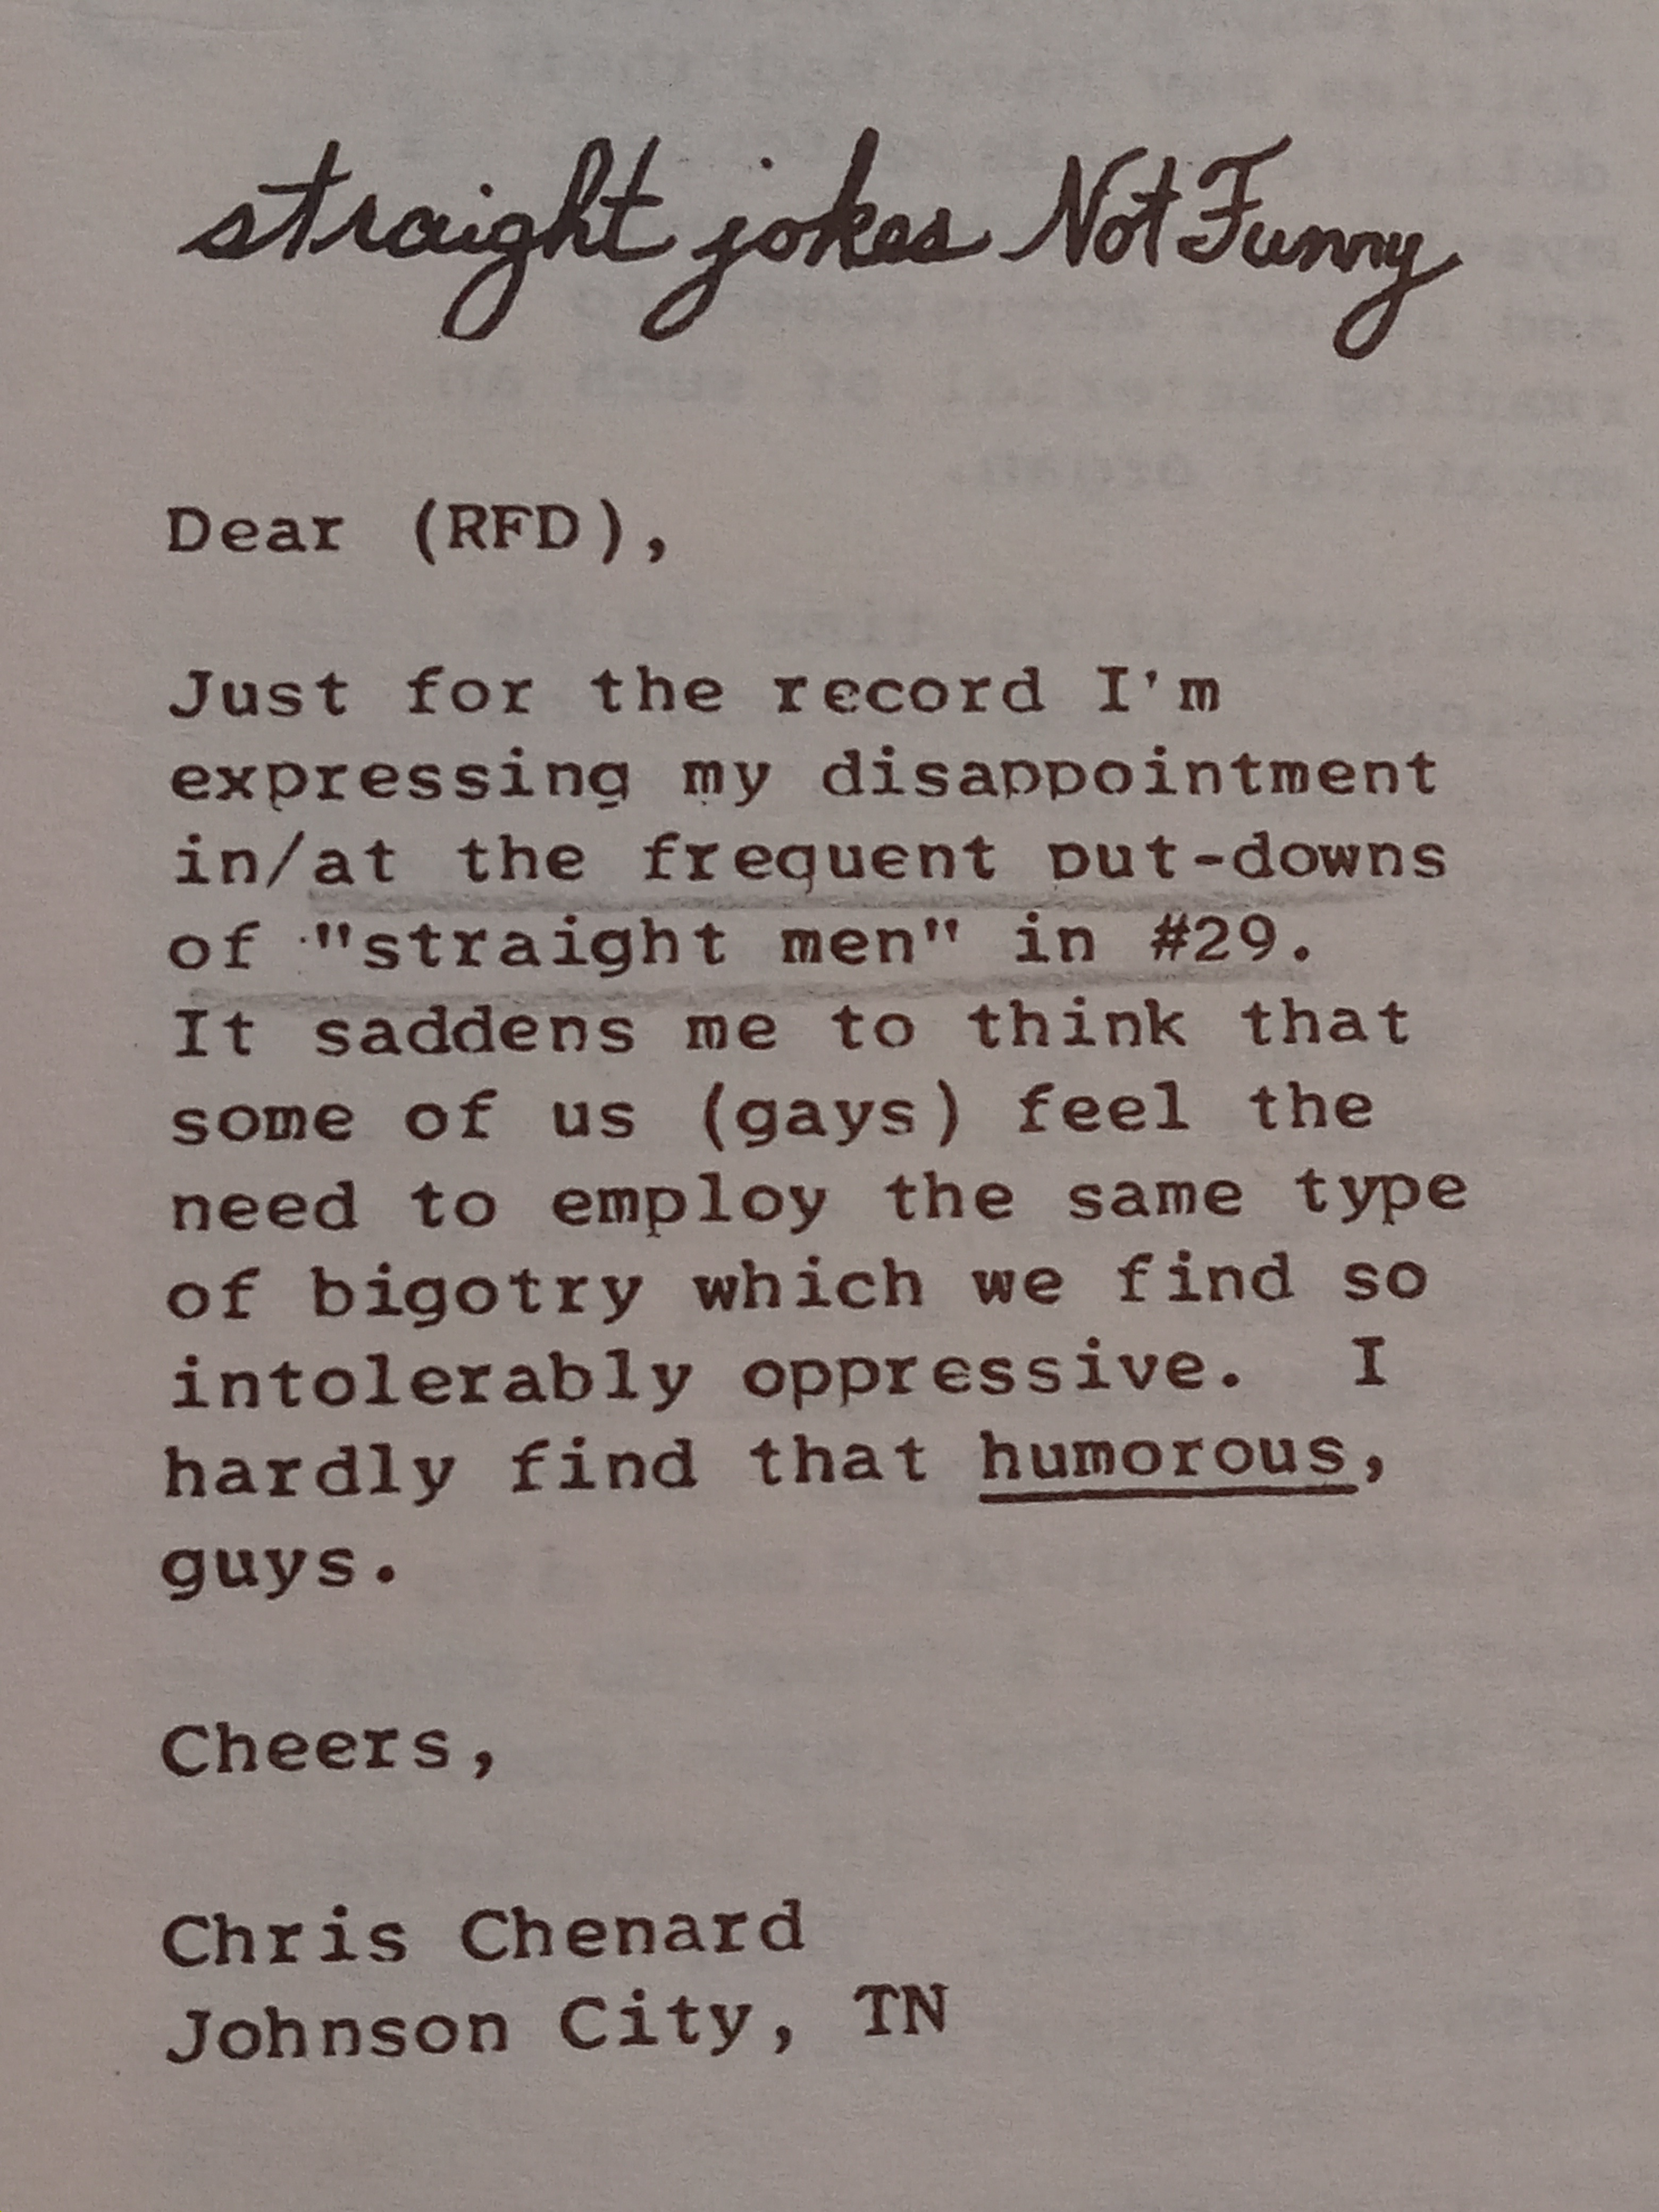 straight jokes Not Funny
Dear (RFD),
Just for the record I'm
expressing my disappointment
in/at the frequent put-downs
of "straight men" in #29.
It saddens me to think that
some of us (gays) feel the
need to employ the same type
of bigotry which we find so
intolerably oppressive.  I
hardly find that humorous,
guys.
Cheers,
Chris Chenard
Johnson City, TN